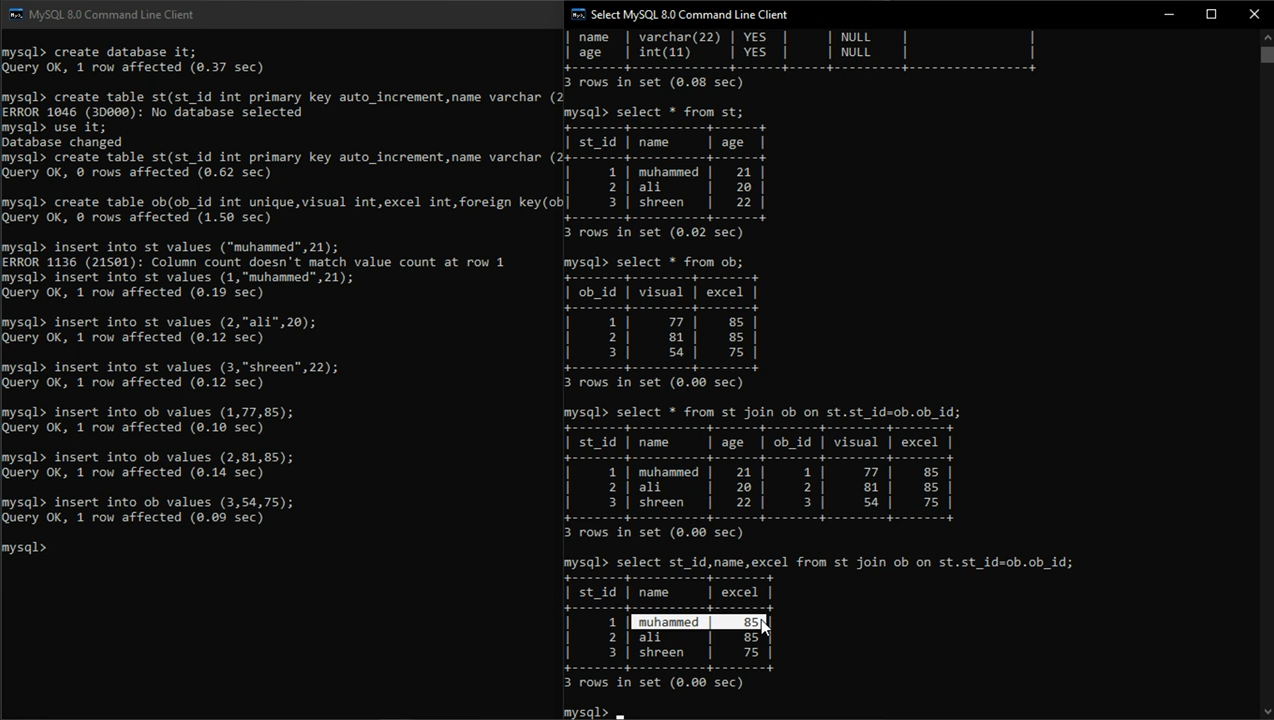 MySQL 8.0 Command Line Client
mysql> create database it;
Query OK, 1 row affected (0.37 sec)
mysql> create table st(st_id int primary key auto_increment,name varchar (2
ERROR 1046 (3D000): No database selected
mysql> use it;
Database changed
mysql> create table st(st_id int primary key auto_increment,name varchar (2
Query OK, 0 rows affected (0.62 sec)
mysql> create table ob(ob_id int unique,visual int,excel int,foreign key(ob
Query OK, 0 rows affected (1.50 sec)
mysql> insert into st values ("muhammed",21);
ERROR 1136 (21S01): Column count doesn't match value count at row 1
mysql> insert into st values (1,"muhammed",21);
Query OK, 1 row affected (0.19 sec)
mysql> insert into st values (2,"ali",20);
Query OK, 1 row affected (0.12 sec)
mysql> insert into st values (3,"shreen",22);
Query OK, 1 row affected (0.12 sec)
mysql> insert into ob values (1,77,85);
Query OK, 1 row affected (0.10 sec)
mysql> insert into ob values (2,81,85);
Query OK, 1 row affected (0.14 sec)
mysql> insert into ob values (3,54,75);
Query OK, 1 row affected (0.09 sec)
mysql>
Select MySQL 8.0 Command Line Client
| name | varchar(22) | YES | | NULL | |
| age | int(11) | YES | | NULL | |
3 rows in set (0.08 sec)
mysql> select * from st;
| st_id | name | age |
| 1 | muhammed | 21 |
| 2 | ali | 20 |
| 3 | shreen | 22 |
3 rows in set (0.02 sec)
mysql> select * from ob;
| ob_id | visual | excel |
| 1 | 77 | 85 |
| 2 | 81 | 85 |
| 3 | 54 | 75 |
3 rows in set (0.00 sec)
mysql> select * from st join ob on st.st_id=ob.ob_id;
| st_id | name | age | ob_id | visual | excel |
| 1 | muhammed | 21 | 1 | 77 | 85 |
| 2 | ali | 20 | 2 | 81 | 85 |
| 3 | shreen | 22 | 3 | 54 | 75 |
3 rows in set (0.00 sec)
mysql> select st_id,name,excel from st join ob on st.st_id=ob.ob_id;
| st_id | name | excel |
| 1 | muhammed | 85 |
| 2 | ali | 85 |
| 3 | shreen | 75 |
3 rows in set (0.00 sec)
mysql>